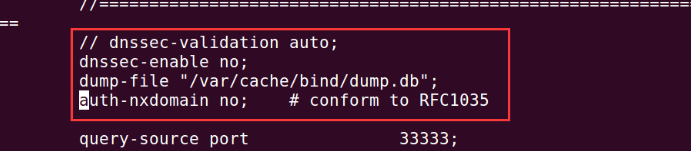 //============================================================
==
// dnssec-validation auto;
dnssec-enable no;
dump-file "/var/cache/bind/dump.db";
auth-nxdomain no;    # conform to RFC1035
query-source port                33333;